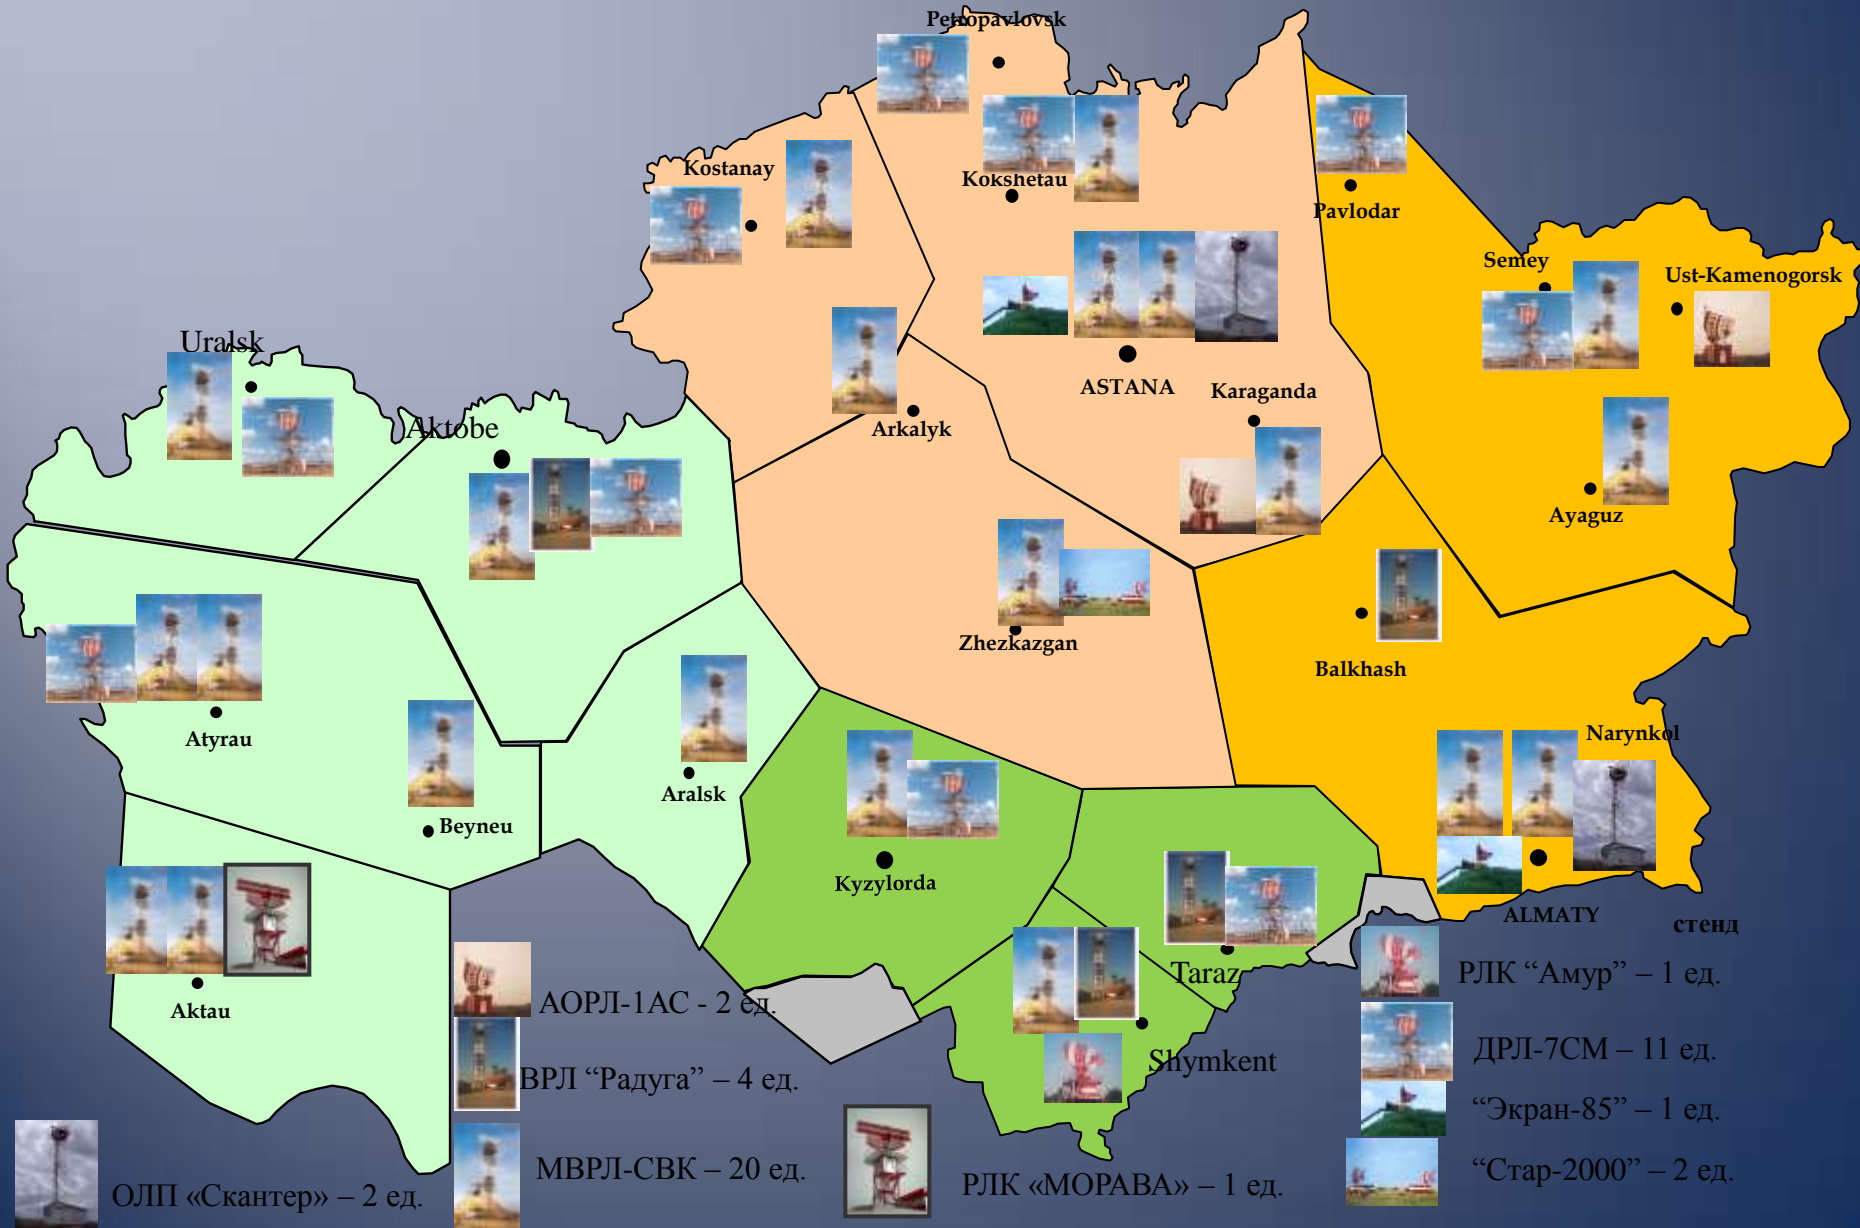 Petropavlovsk
Kostanay
Kokshetau
Pavlodar
Semey
Ust-Kamenogorsk
Uralsk
ASTANA
Karaganda
Aktobe
Arkalyk
Ayaguz
Zhezkazgan
Balkhash
Atyrau
Narynkol
Aralsk
Beyneu
Kyzylorda
ALMATY
стенд
Taraz
Aktau
Shymkent
АОРЛ-1АС - 2 ед.
ВРЛ “Радуга” – 4 ед.
МВРЛ-СВК – 20 ед.
ОЛП «Скантер» – 2 ед.
РЛК «МОРАВА» – 1 ед.
РЛК “Амур” – 1 ед.
ДРЛ-7СМ – 11 ед.
“Экран-85” – 1 ед.
“Стар-2000” – 2 ед.